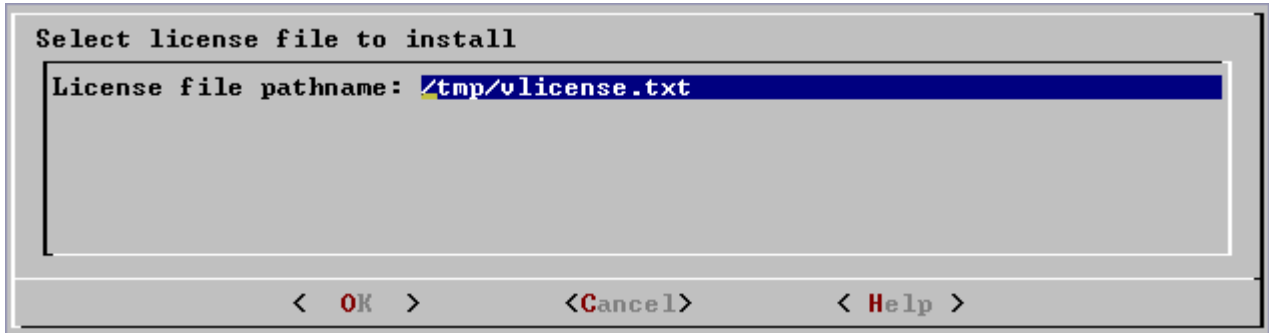 Select license file to install
License file pathname: /tmp/vlicense.txt
< OK > <Cancel> < Help >